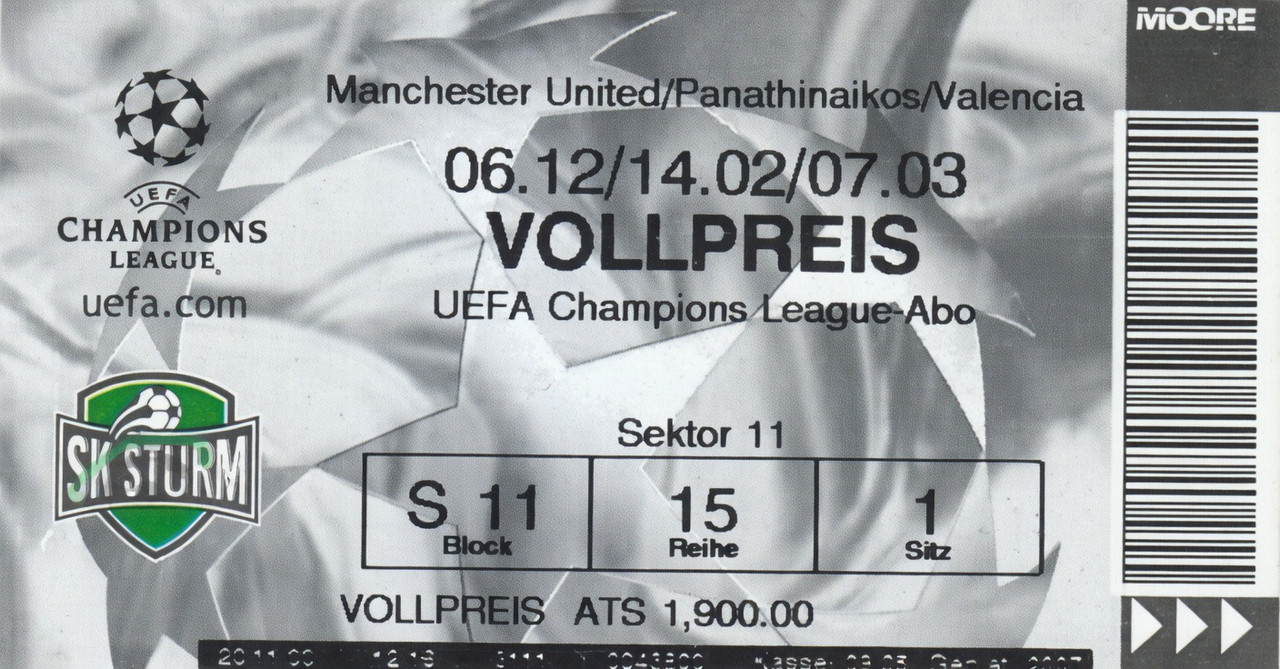 MOORE
Manchester United/Panathinaikos/Valencia
06.12/14.02/07.03
VOLLPREIS
UEFA Champions League-Abo
UEFA
CHAMPIONS
LEAGUE
uefa.com
SK STURM
Sektor 11
S 11 15 1
Block Reihe Sitz
VOLLPREIS ATS 1,900.00